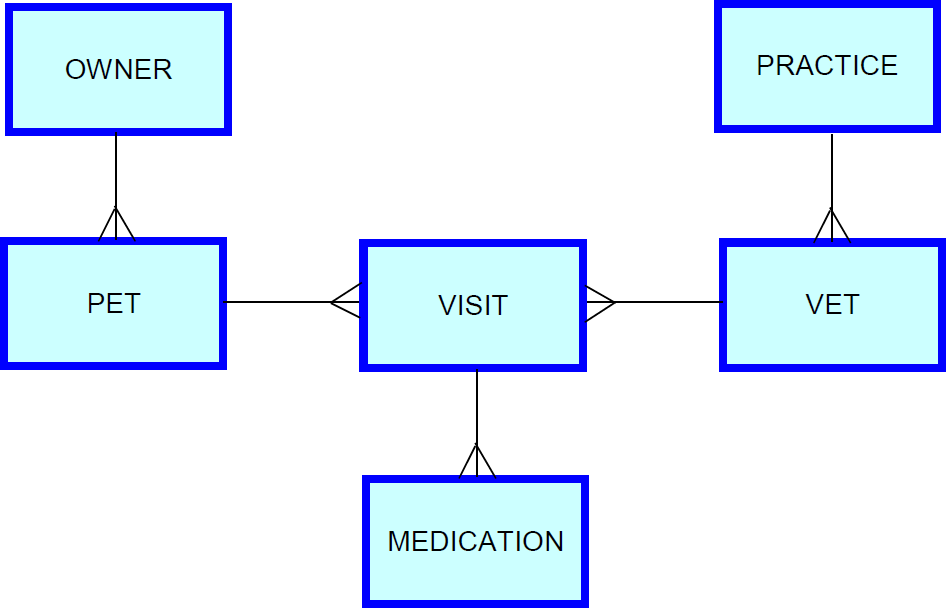 OWNER
PRACTICE
PET
VISIT
VET
MEDICATION